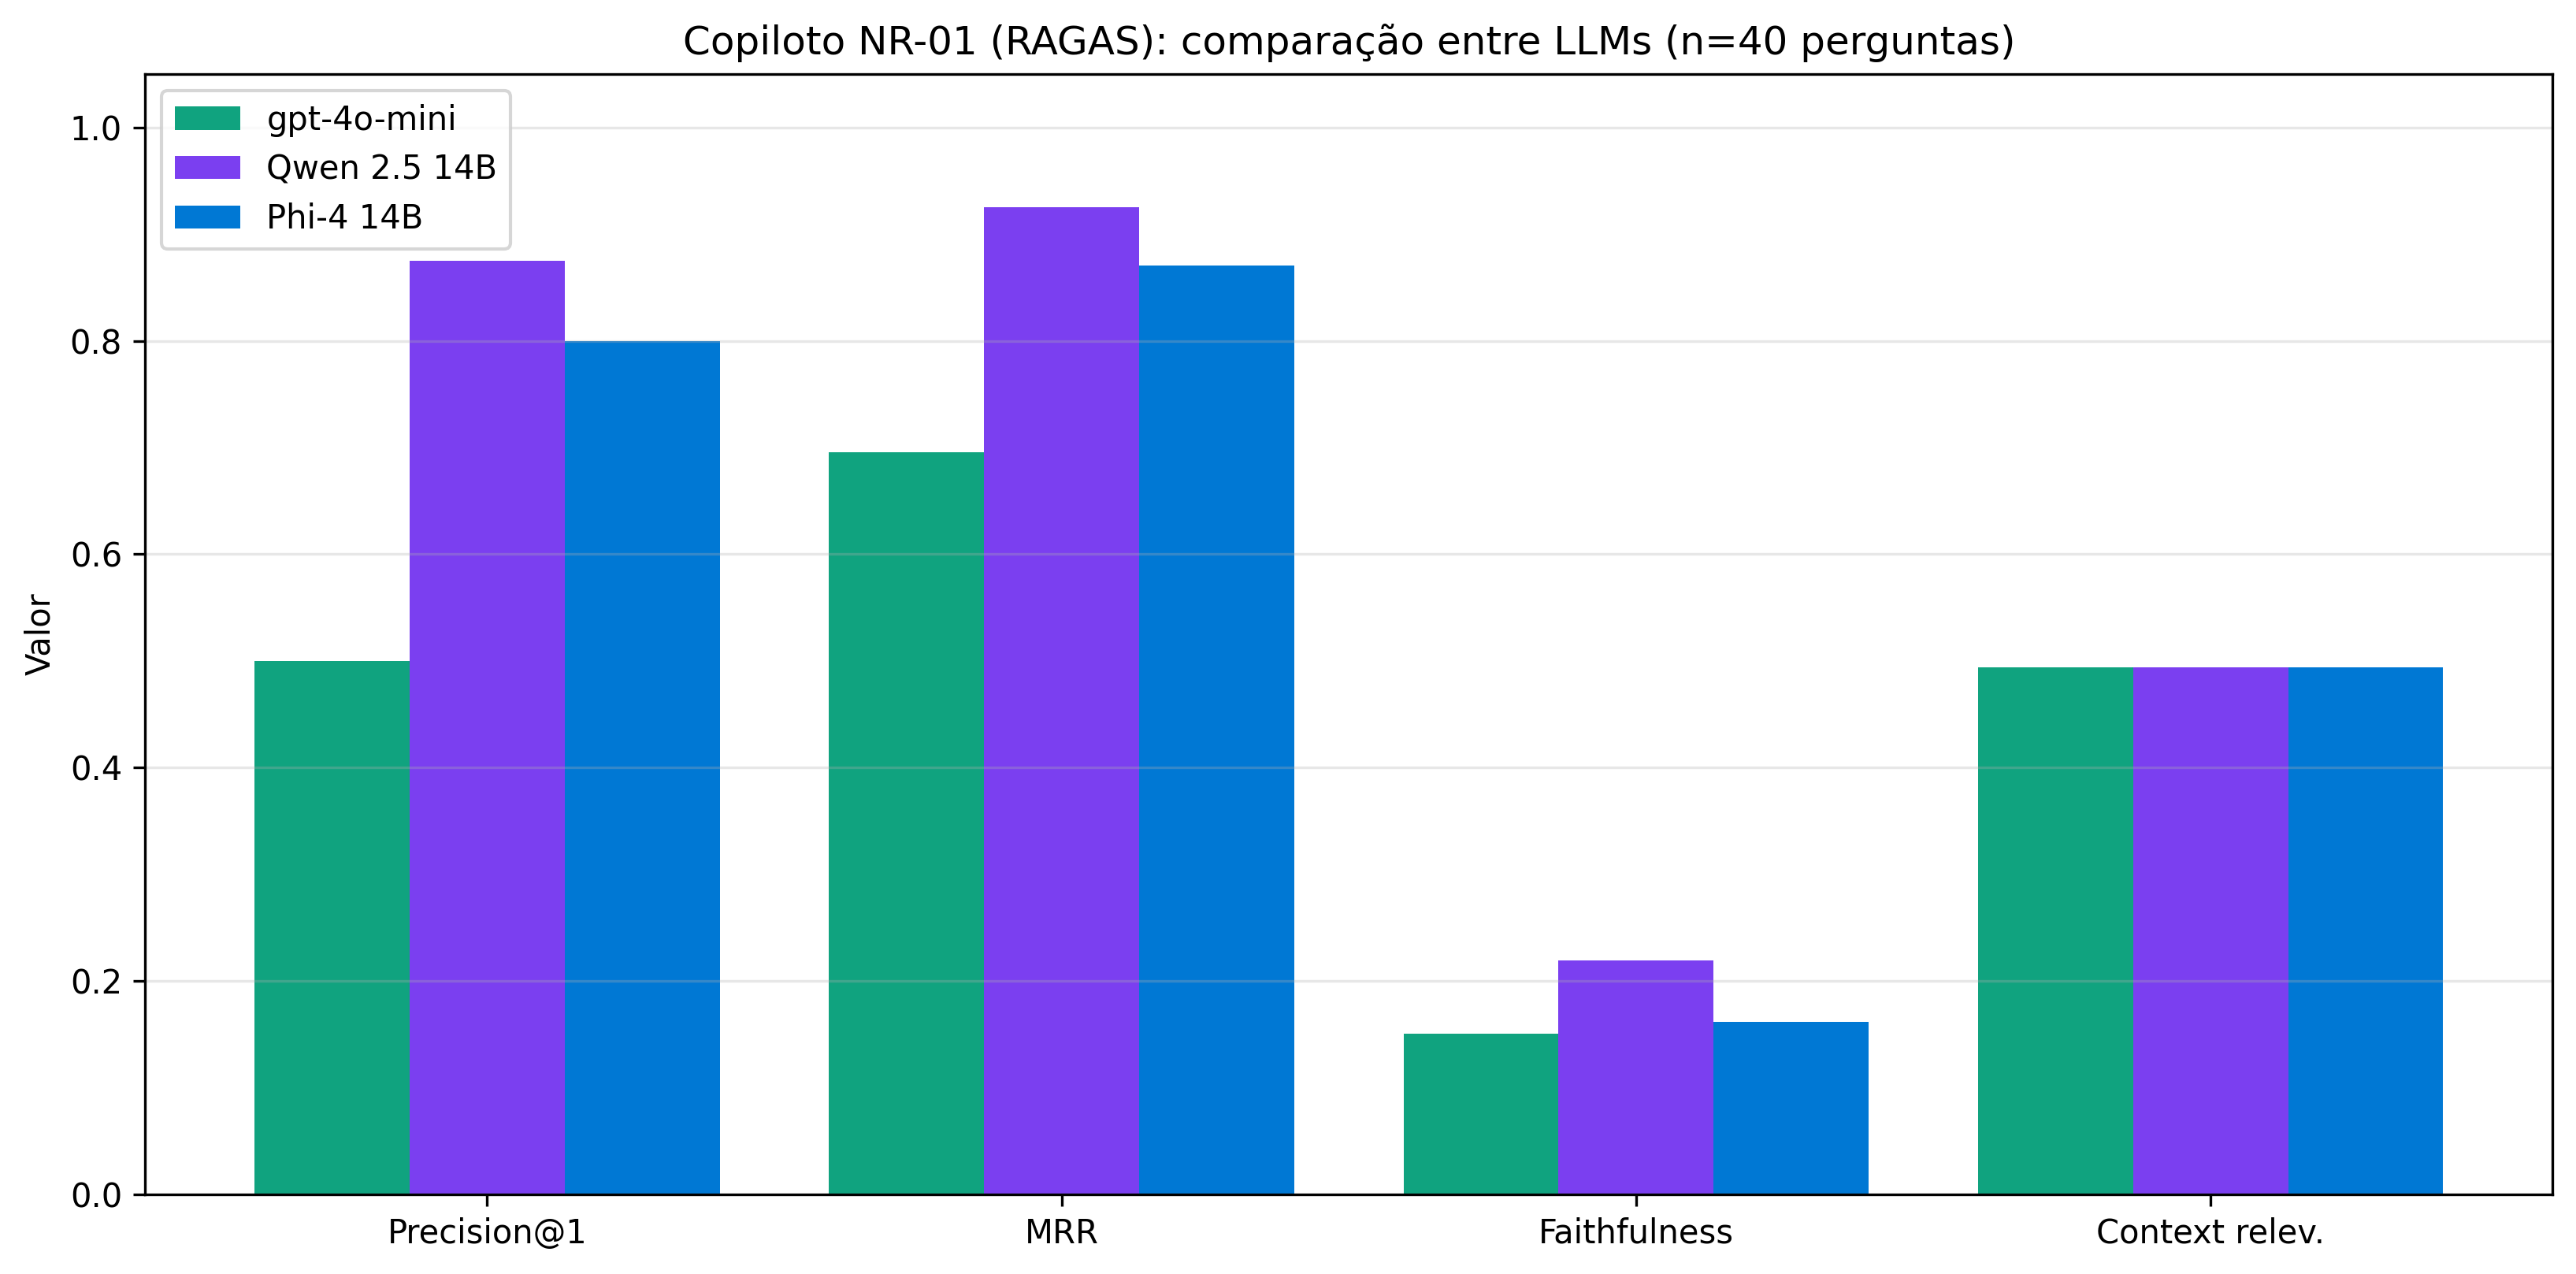 Copiloto NR-01 (RAGAS): comparação entre LLMs (n=40 perguntas)
gpt-4o-mini
Qwen 2.5 14B
Phi-4 14B
Valor
1.0
0.8
0.6
0.4
0.2
0.0
Precision@1 MRR Faithfulness Context relev.